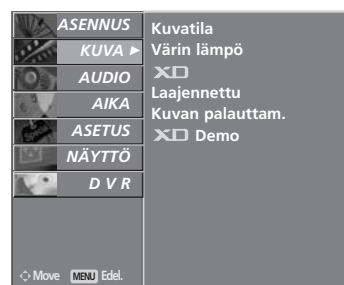 ASENNUS
KUVA ►
AUDIO
AIKA
ASETUS
NÄYTTÖ
D V R
Move MENU Edel.
Kuvatila
Värin lämpö
XD
Laajennettu
Kuvan palauttam.
XD Demo